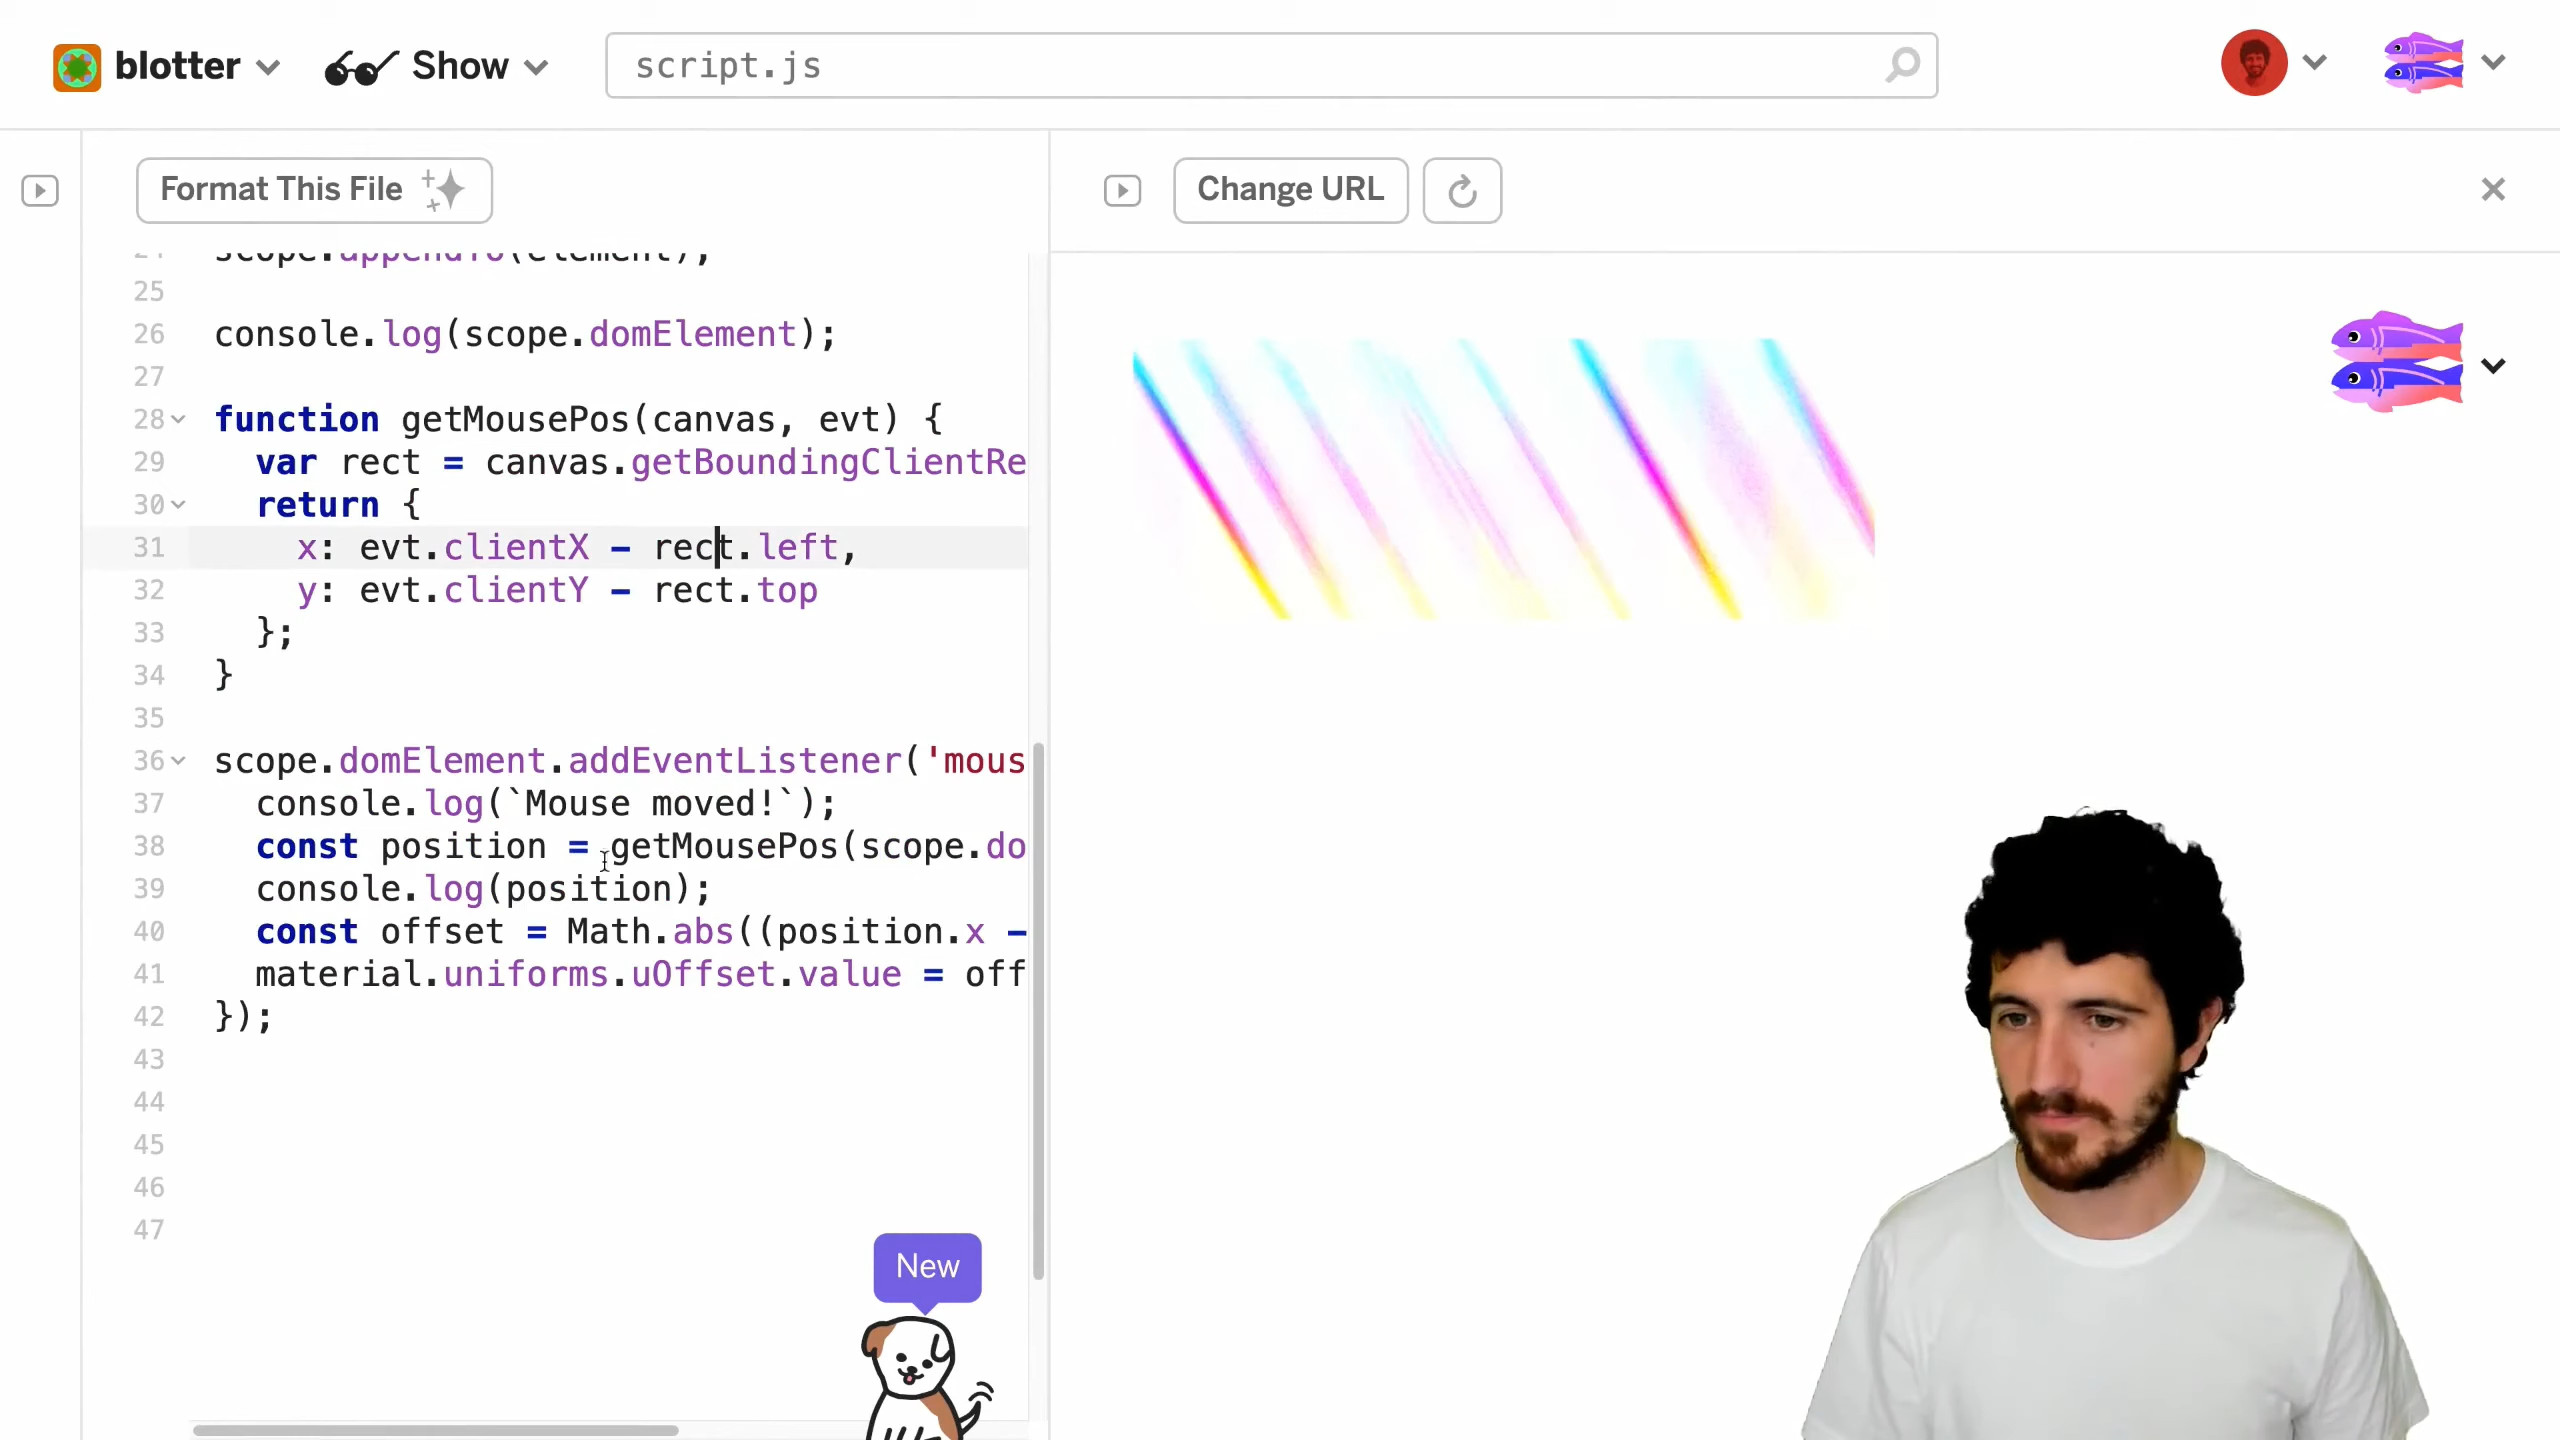 blotter
Show
script.js
Format This File
Change URL
24 scope.appendTo(element);
25
26 console.log(scope.domElement);
27
28 function getMousePos(canvas, evt) {
29 var rect = canvas.getBoundingClientRe
30 return {
31 x: evt.clientX - rect.left,
32 y: evt.clientY - rect.top
33 };
34 }
35
36 scope.domElement.addEventListener('mous
37 console.log(`Mouse moved!`);
38 const position = getMousePos(scope.do
39 console.log(position);
40 const offset = Math.abs((position.x -
41 material.uniforms.uOffset.value = off
42 });
43
44
45
46
47
New